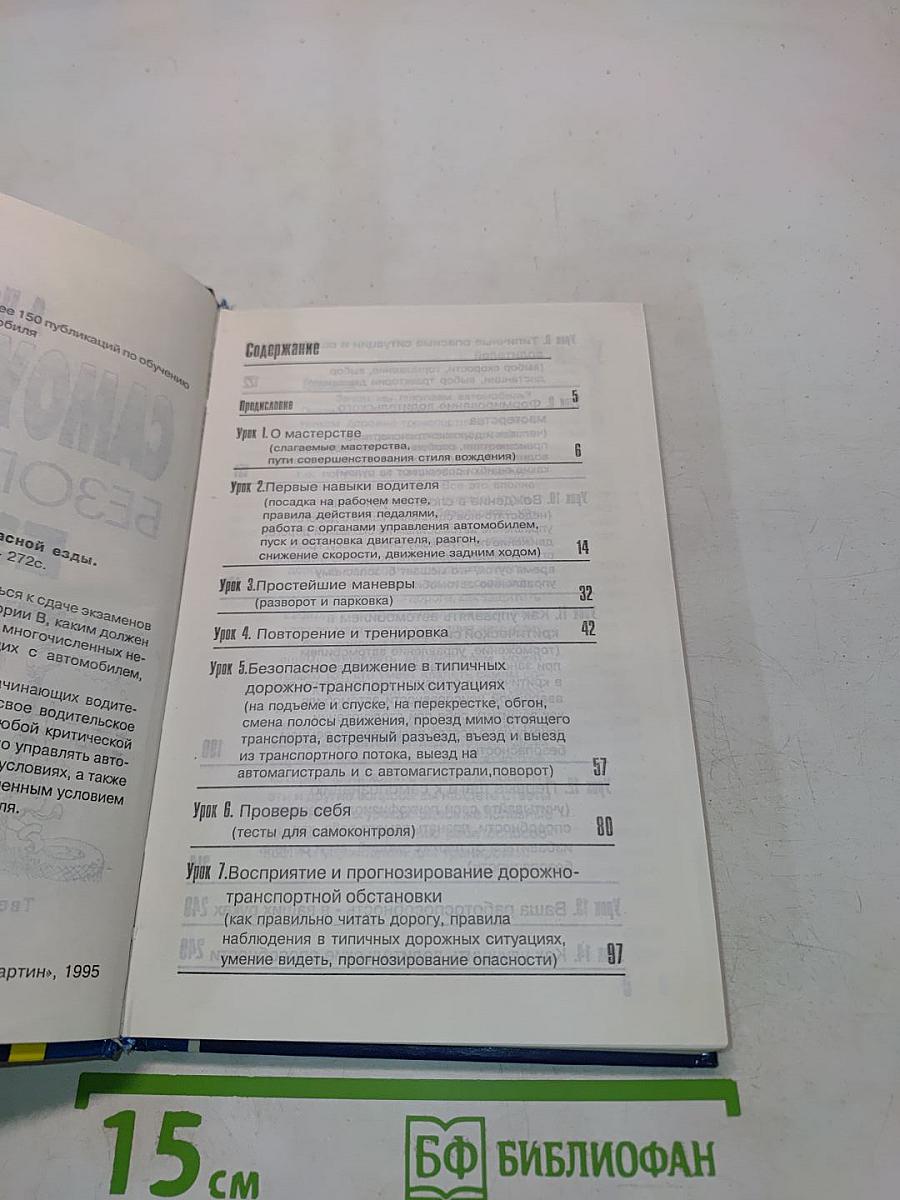 ее 150 публикаций по обучению
обиля
САМОУ
БЕЗОП
асной езды.
272с.
ься к сдаче экзаменов
ории В, каким должен
многочисленных не-
их с автомобилем,
чинающих водите-
свое водительское
юбой критической
о управлять авто-
условиях, а также
енным условием
ля.
Тве
артин», 1995
Содержание
Предисловие 5
Урок 1. О мастерстве
(слагаемые мастерства,
пути совершенствования стиля вождения) 6
Урок 2.Первые навыки водителя
(посадка на рабочем месте,
правила действия педалями,
работа с органами управления автомобилем,
пуск и остановка двигателя, разгон,
снижение скорости, движение задним ходом) 14
Урок 3.Простейшие маневры
(разворот и парковка) 32
Урок 4. Повторение и тренировка 42
Урок 5.Безопасное движение в типичных
дорожно-транспортных ситуациях
(на подъеме и спуске, на перекрестке, обгон,
смена полосы движения, проезд мимо стоящего
транспорта, встречный разъезд, въезд и выезд
из транспортного потока, выезд на
автомагистраль и с автомагистрали,поворот) 57
Урок 6. Проверь себя
(тесты для самоконтроля) 80
Урок 7.Восприятие и прогнозирование дорожно-
транспортной обстановки
(как правильно читать дорогу, правила
наблюдения в типичных дорожных ситуациях,
умение видеть, прогнозирование опасности) 97
15 см
БФ БИБЛИОФАН